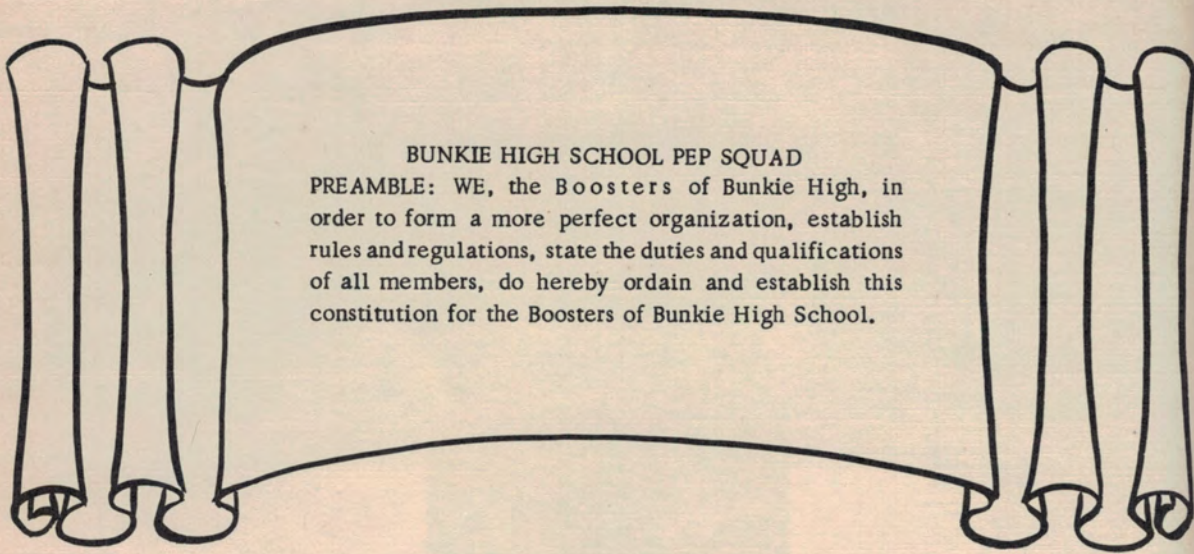 BUNKIE HIGH SCHOOL PEP SQUAD
PREAMBLE: WE, the Boosters of Bunkie High, in
order to form a more perfect organization, establish
rules and regulations, state the duties and qualifications
of all members, do hereby ordain and establish this
constitution for the Boosters of Bunkie High School.